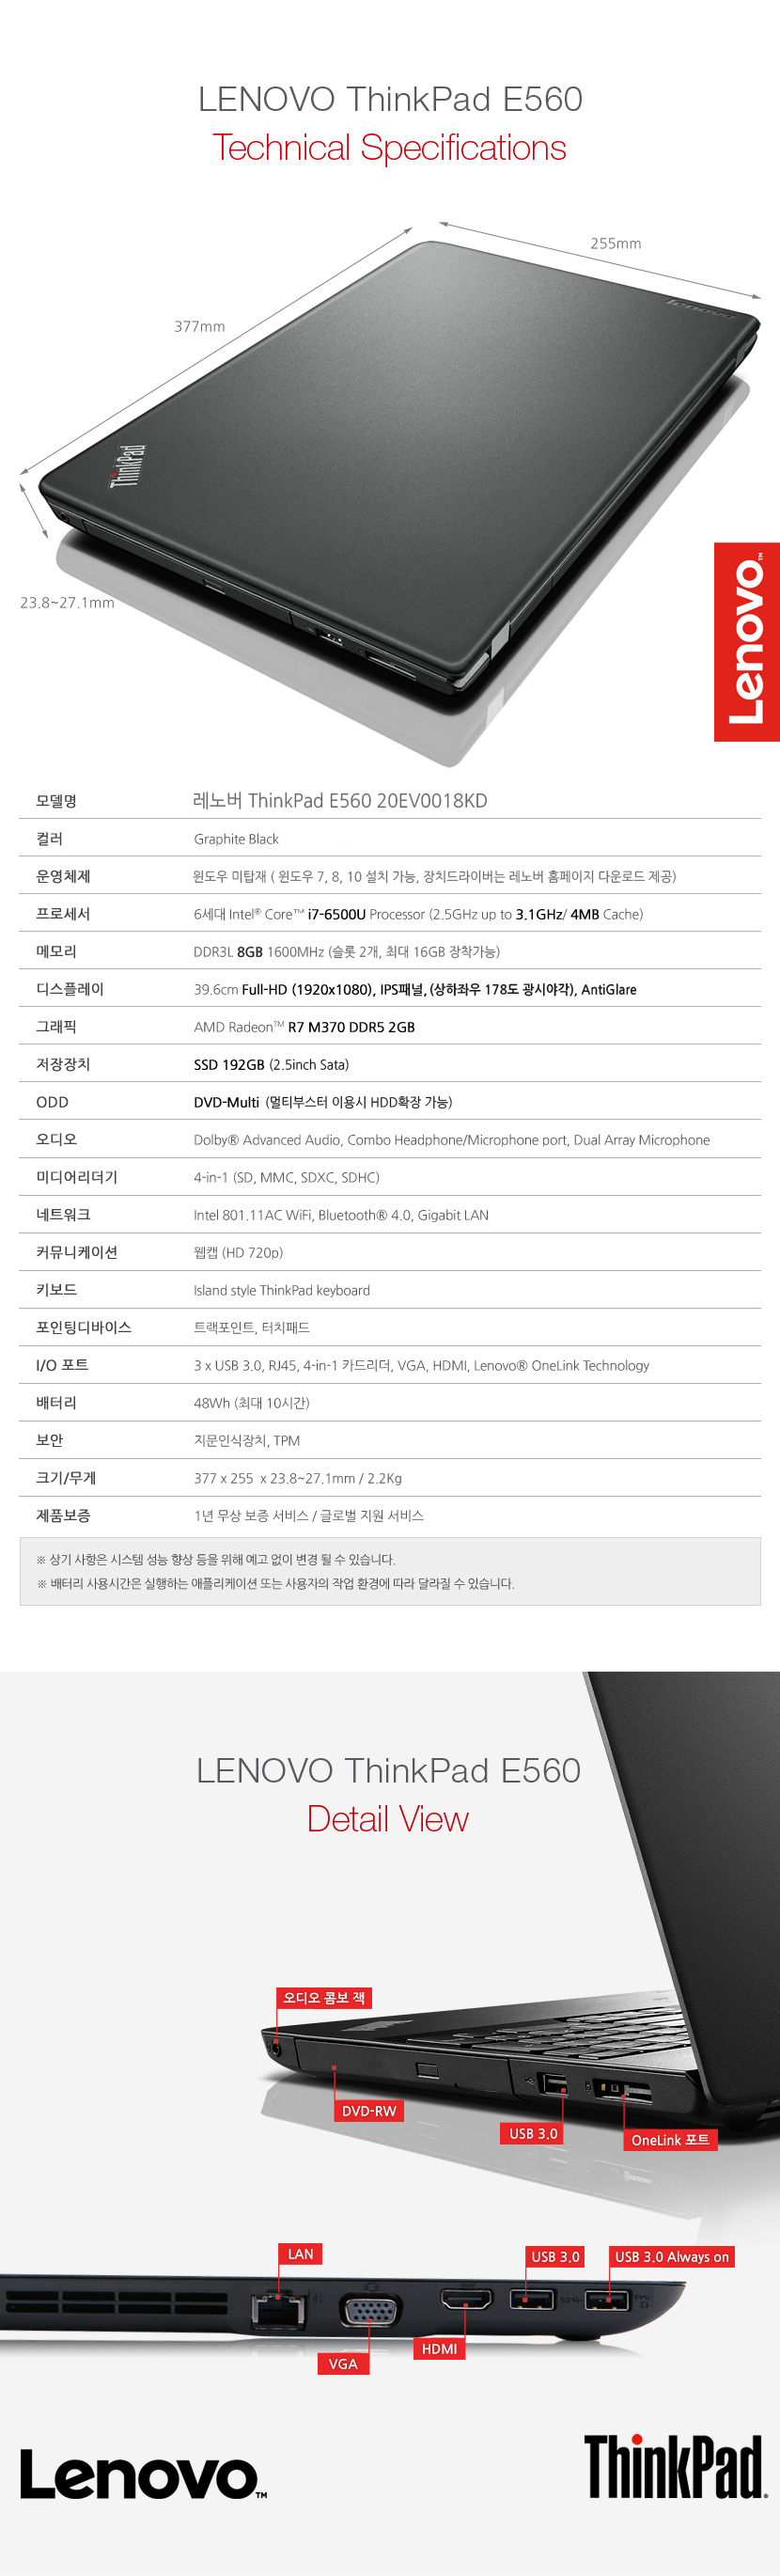 LENOVO ThinkPad E560
Technical Specifications
255mm
377mm
lenovo
ThinkPad
23.8~27.1mm
Lenovo™
모델명 레노버 ThinkPad E560 20EV0018KD
컬러 Graphite Black
운영체제 윈도우 미탑재 ( 윈도우 7, 8, 10 설치 가능, 장치드라이버는 레노버 홈페이지 다운로드 제공)
프로세서 6세대 Intel® Core™ i7-6500U Processor (2.5GHz up to 3.1GHz/ 4MB Cache)
메모리 DDR3L 8GB 1600MHz (슬롯 2개, 최대 16GB 장착가능)
디스플레이 39.6cm Full-HD (1920x1080), IPS패널, (상하좌우 178도 광시야각), AntiGlare
그래픽 AMD Radeon™ R7 M370 DDR5 2GB
저장장치 SSD 192GB (2.5inch Sata)
ODD DVD-Multi (멀티부스터 이용시 HDD확장 가능)
오디오 Dolby® Advanced Audio, Combo Headphone/Microphone port, Dual Array Microphone
미디어리더기 4-in-1 (SD, MMC, SDXC, SDHC)
네트워크 Intel 801.11AC WiFi, Bluetooth® 4.0, Gigabit LAN
커뮤니케이션 웹캡 (HD 720p)
키보드 Island style ThinkPad keyboard
포인팅디바이스 트랙포인트, 터치패드
I/O 포트 3 x USB 3.0, RJ45, 4-in-1 카드리더, VGA, HDMI, Lenovo® OneLink Technology
배터리 48Wh (최대 10시간)
보안 지문인식장치, TPM
크기/무게 377 x 255 x 23.8~27.1mm / 2.2Kg
제품보증 1년 무상 보증 서비스 / 글로벌 지원 서비스
※ 상기 사항은 시스템 성능 향상 등을 위해 예고 없이 변경 될 수 있습니다.
※ 배터리 사용시간은 실행하는 애플리케이션 또는 사용자의 작업 환경에 따라 달라질 수 있습니다.
LENOVO ThinkPad E560
Detail View
오디오 콤보 잭
DVD-RW
USB 3.0
OneLink 포트
LAN
USB 3.0
USB 3.0 Always on
HDMI
VGA
Lenovo™
ThinkPad®